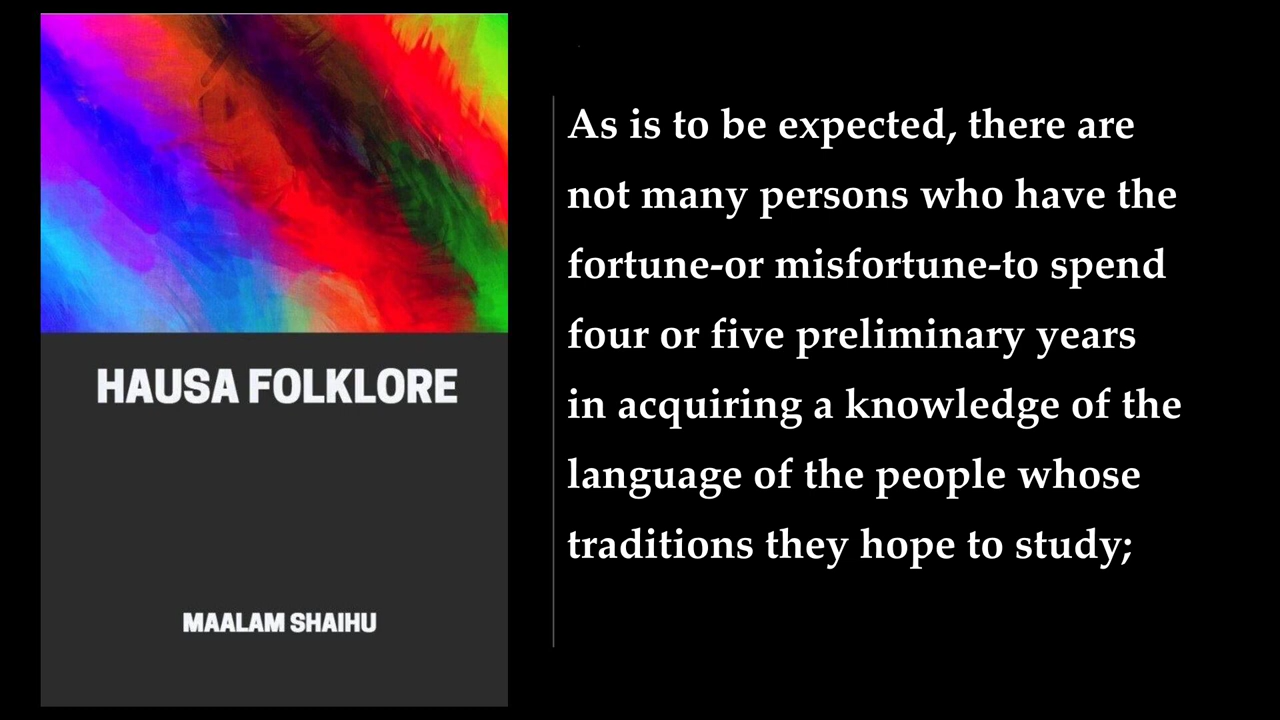 HAUSA FOLKLORE
MAALAM SHAIHU
As is to be expected, there are
not many persons who have the
fortune-or misfortune-to spend
four or five preliminary years
in acquiring a knowledge of the
language of the people whose
traditions they hope to study;